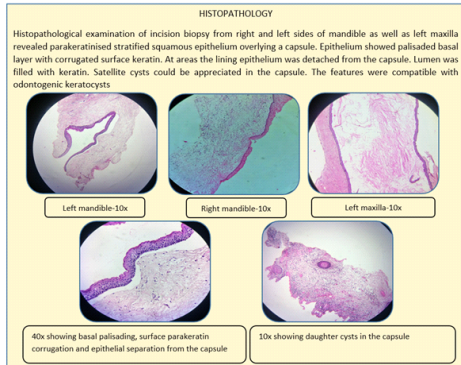 HISTOPATHOLOGY
Histopathological examination of incision biopsy from right and left sides of mandible as well as left maxilla
revealed parakeratinised stratified squamous epithelium overlying a capsule. Epithelium showed palisaded basal
layer with corrugated surface keratin. At areas the lining epithelium was detached from the capsule. Lumen was
filled with keratin. Satellite cysts could be appreciated in the capsule. The features were compatible with
odontogenic keratocysts
Left mandible-10x
Right mandible-10x
Left maxilla-10x
40x showing basal palisading, surface parakeratin
corrugation and epithelial separation from the capsule
10x showing daughter cysts in the capsule